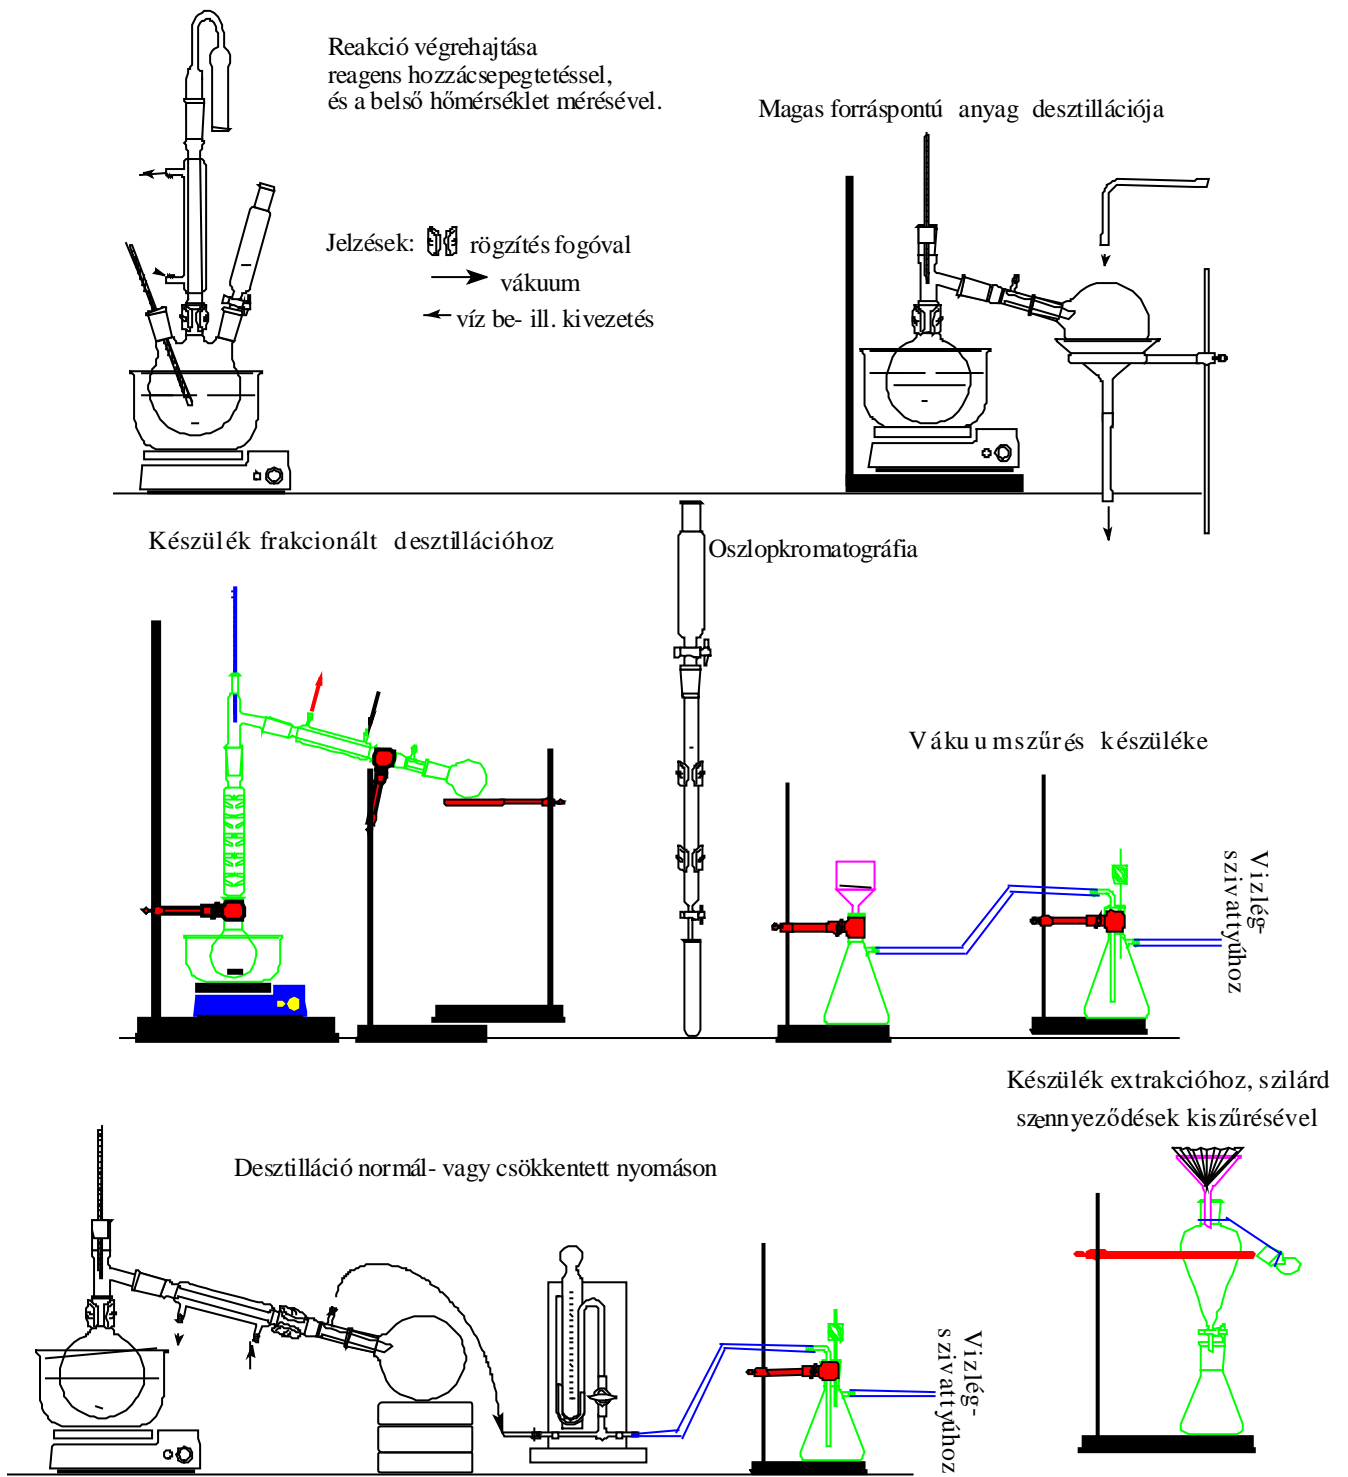 Reakció végrehajtása
reagens hozzácsepegtetéssel,
és a belső hőmérséklet mérésével.
Magas forráspontú anyag desztillációja
Jelzések: rögzítés fogóval
vákuum
víz be- ill. kivezetés
Készülék frakcionált desztillációhoz
Oszlopkromatográfia
Vákuumszűrés készüléke
Vizlég-
szivattyúhoz
Készülék extrakcióhoz, szilárd
szennyeződések kiszűrésével
Desztilláció normál- vagy csökkentett nyomáson
Vizlég-
szivattyúhoz